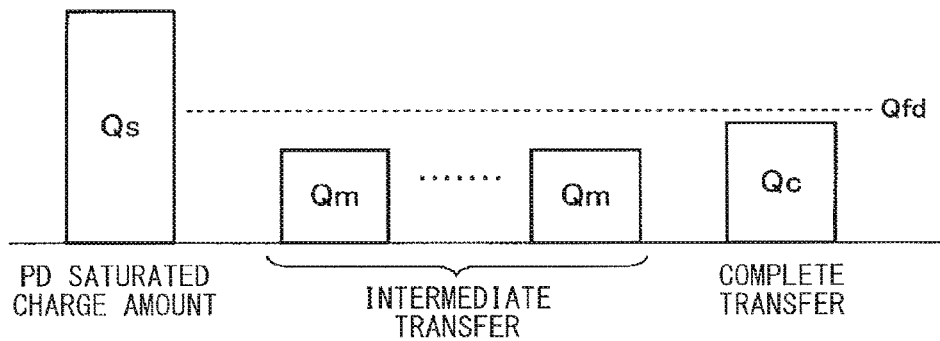 Qs
Qfd
Qm
.......
Qm
Qc
PD SATURATED
CHARGE AMOUNT
INTERMEDIATE
TRANSFER
COMPLETE
TRANSFER